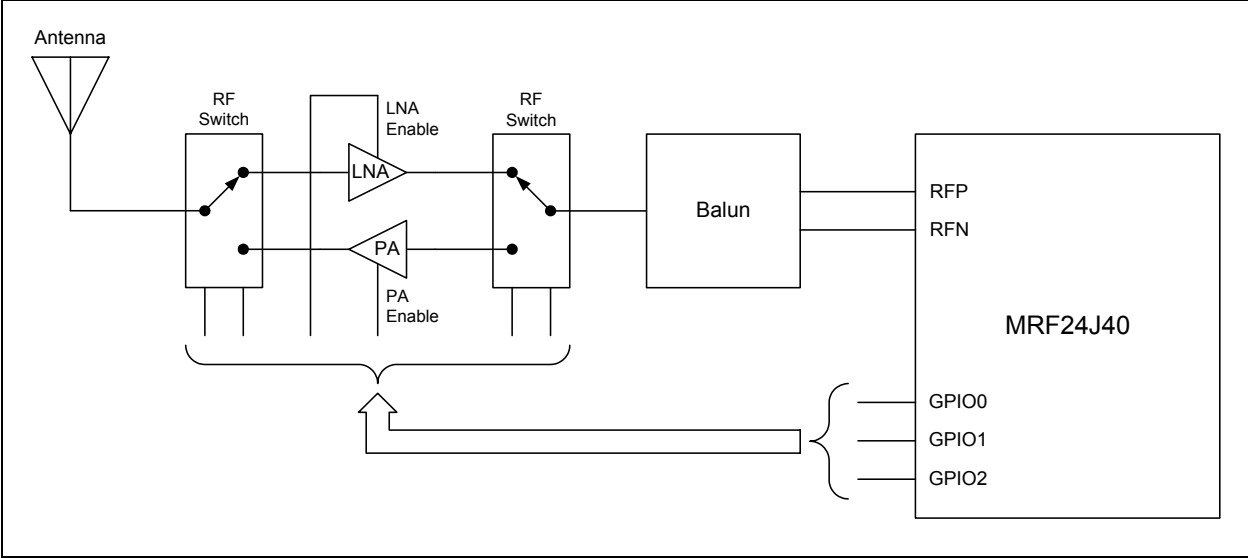 Antenna
RF
Switch
LNA
Enable
RF
Switch
LNA
PA
PA
Enable
Balun
RFP
RFN
MRF24J40
GPIO0
GPIO1
GPIO2